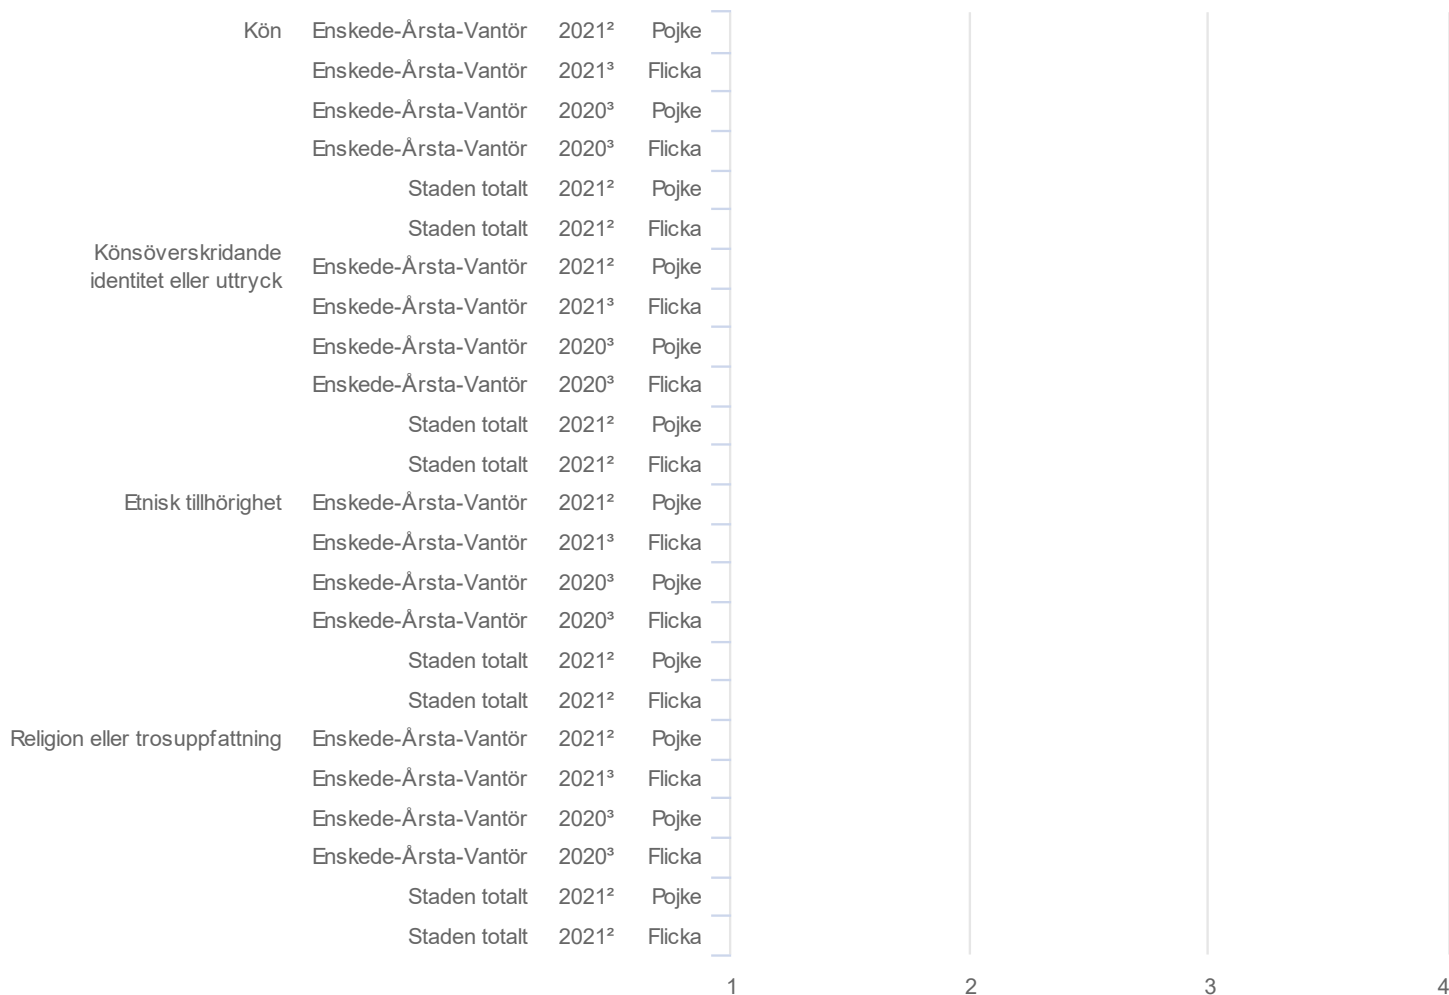 Kön Enskede-Årsta-Vantör 2021² Pojke
Enskede-Årsta-Vantör 2021³ Flicka
Enskede-Årsta-Vantör 2020³ Pojke
Enskede-Årsta-Vantör 2020³ Flicka
Staden totalt 2021² Pojke
Staden totalt 2021² Flicka
Könsöverskridande
identitet eller uttryck Enskede-Årsta-Vantör 2021² Pojke
Enskede-Årsta-Vantör 2021³ Flicka
Enskede-Årsta-Vantör 2020³ Pojke
Enskede-Årsta-Vantör 2020³ Flicka
Staden totalt 2021² Pojke
Staden totalt 2021² Flicka
Etnisk tillhörighet Enskede-Årsta-Vantör 2021² Pojke
Enskede-Årsta-Vantör 2021³ Flicka
Enskede-Årsta-Vantör 2020³ Pojke
Enskede-Årsta-Vantör 2020³ Flicka
Staden totalt 2021² Pojke
Staden totalt 2021² Flicka
Religion eller trosuppfattning Enskede-Årsta-Vantör 2021² Pojke
Enskede-Årsta-Vantör 2021³ Flicka
Enskede-Årsta-Vantör 2020³ Pojke
Enskede-Årsta-Vantör 2020³ Flicka
Staden totalt 2021² Pojke
Staden totalt 2021² Flicka
1 2 3 4